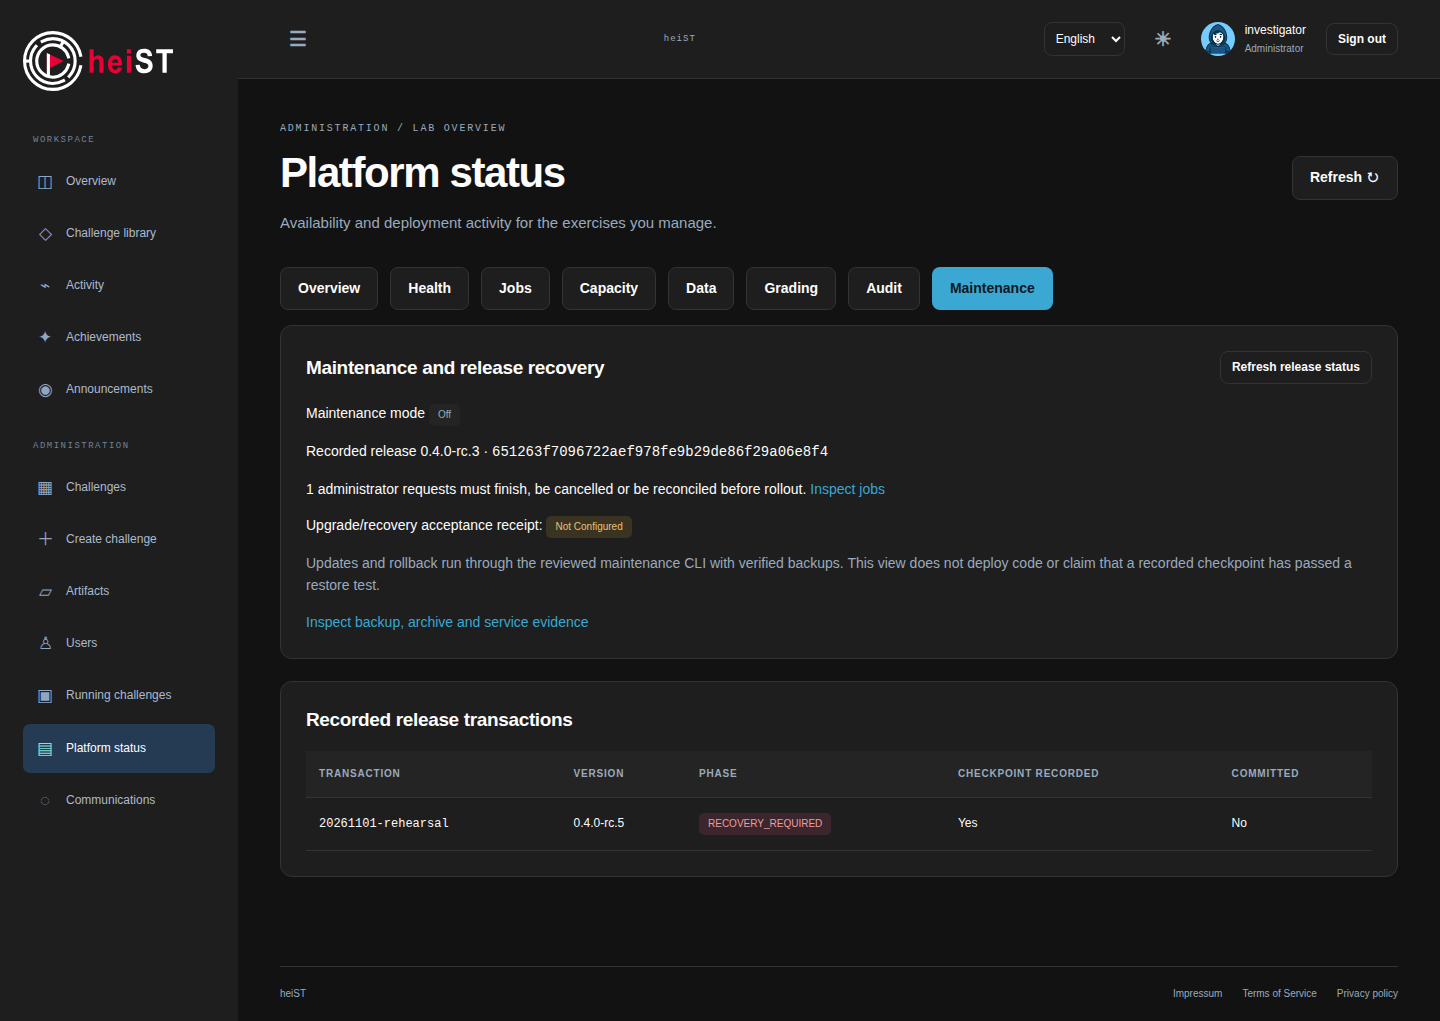 heiST
heiST
English
investigator
Administrator
Sign out
WORKSPACE
Overview
Challenge library
Activity
Achievements
Announcements
ADMINISTRATION
Challenges
Create challenge
Artifacts
Users
Running challenges
Platform status
Communications
ADMINISTRATION / LAB OVERVIEW
Platform status
Refresh ↻
Availability and deployment activity for the exercises you manage.
Overview
Health
Jobs
Capacity
Data
Grading
Audit
Maintenance
Maintenance and release recovery
Refresh release status
Maintenance mode Off
Recorded release 0.4.0-rc.3 · 651263f7096722aef978fe9b29de86f29a06e8f4
1 administrator requests must finish, be cancelled or be reconciled before rollout. Inspect jobs
Upgrade/recovery acceptance receipt: Not Configured
Updates and rollback run through the reviewed maintenance CLI with verified backups. This view does not deploy code or claim that a recorded checkpoint has passed a
restore test.
Inspect backup, archive and service evidence
Recorded release transactions
TRANSACTION VERSION PHASE CHECKPOINT RECORDED COMMITTED
20261101-rehearsal 0.4.0-rc.5 RECOVERY_REQUIRED Yes No
heiST
Impressum Terms of Service Privacy policy